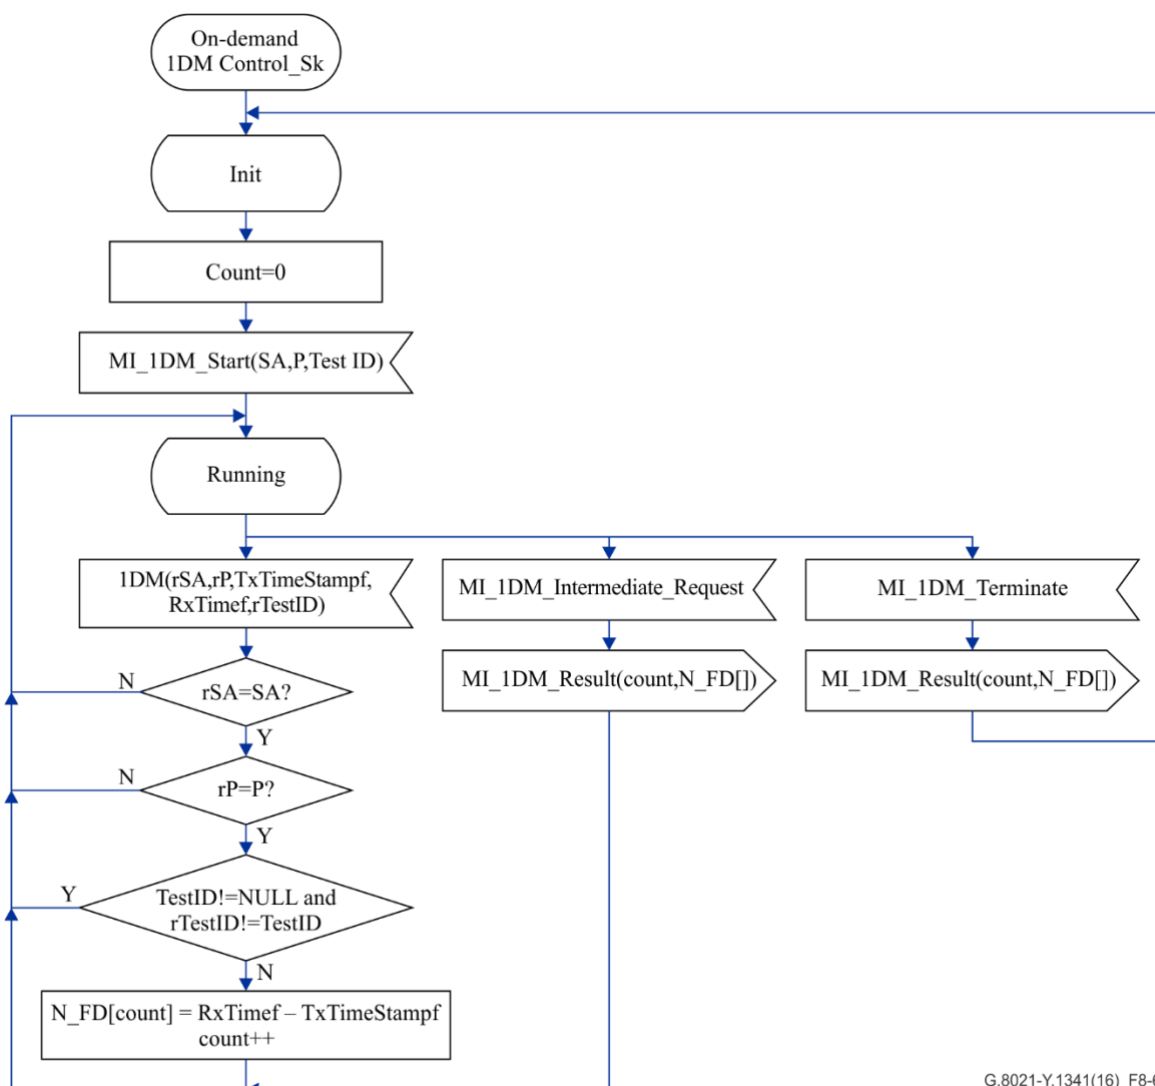 On-demand
1DM Control_Sk
Init
Count=0
MI_1DM_Start(SA,P,Test ID)
Running
1DM(rSA,rP,TxTimeStampf,
RxTimef,rTestID)
MI_1DM_Intermediate_Request
MI_1DM_Terminate
MI_1DM_Result(count,N_FD[])
MI_1DM_Result(count,N_FD[])
N
rSA=SA?
Y
N
rP=P?
Y
Y
TestID!=NULL and
rTestID!=TestID
N
N_FD[count] = RxTimef – TxTimeStampf
count++
G.8021-Y.1341(16)_F8-6